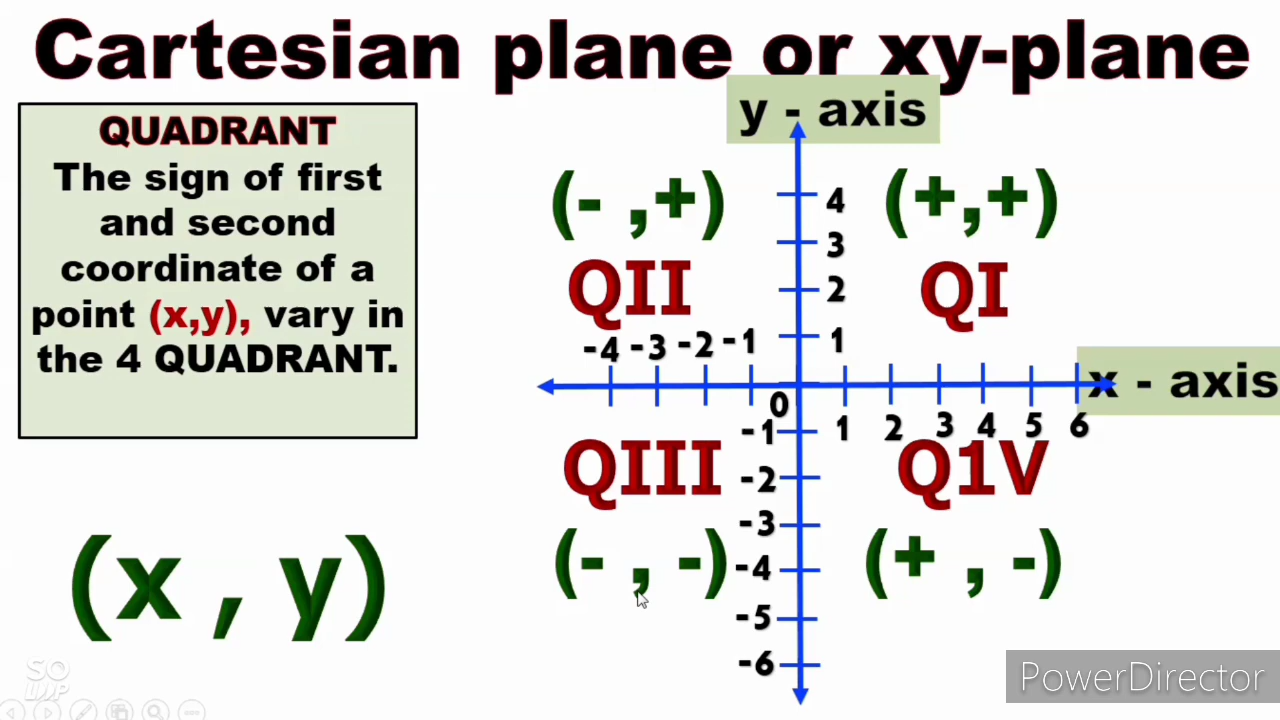 Cartesian plane or xy-plane
QUADRANT
The sign of first
and second
coordinate of a
point (x,y), vary in
the 4 QUADRANT.
(x , y)
y - axis
(- ,+) (+,+)
QII QI
4
3
2
1
-4 -3 -2 -1
x - axis
0
1 2 3 4 5 6
-1
-2
-3
-4
-5
-6
QIII Q1V
(- , -) (+ , -)
PowerDirector